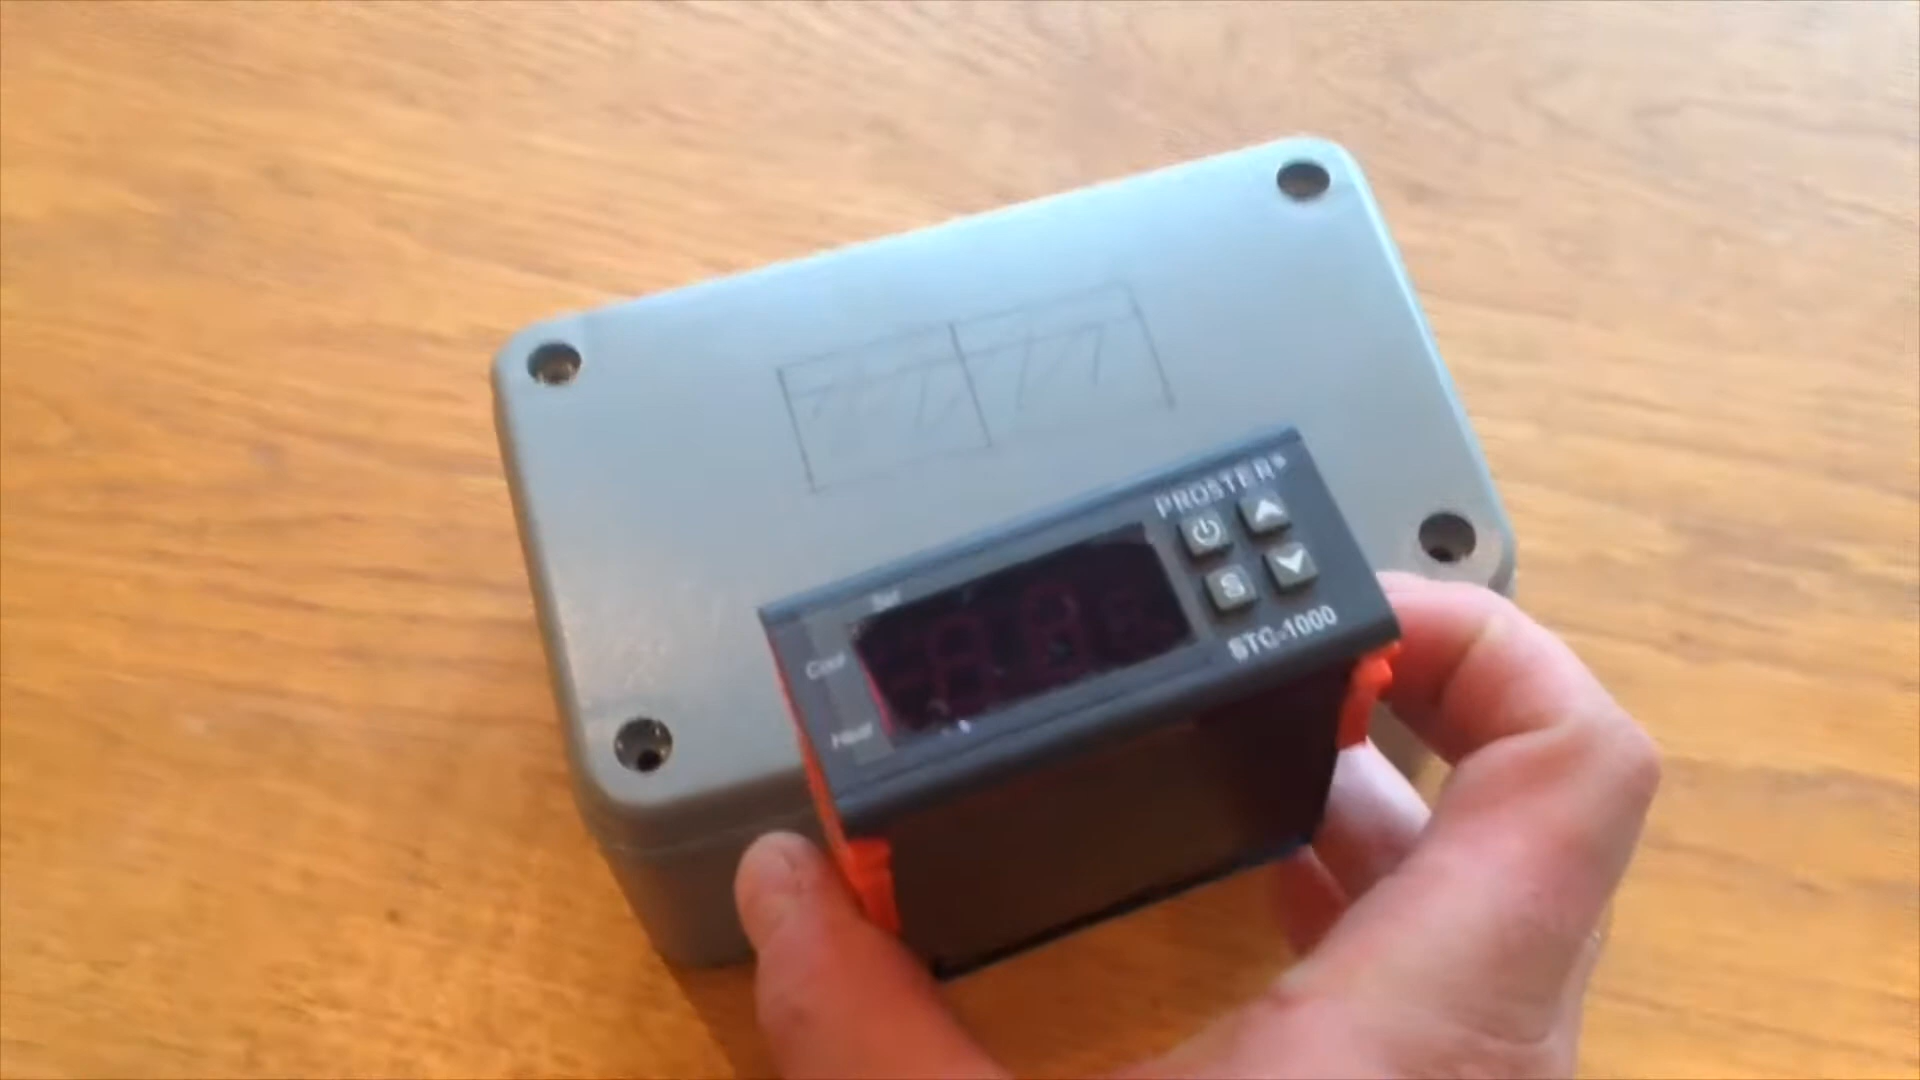 PROSTER®
Set
Cool
Heat
S
STC-1000